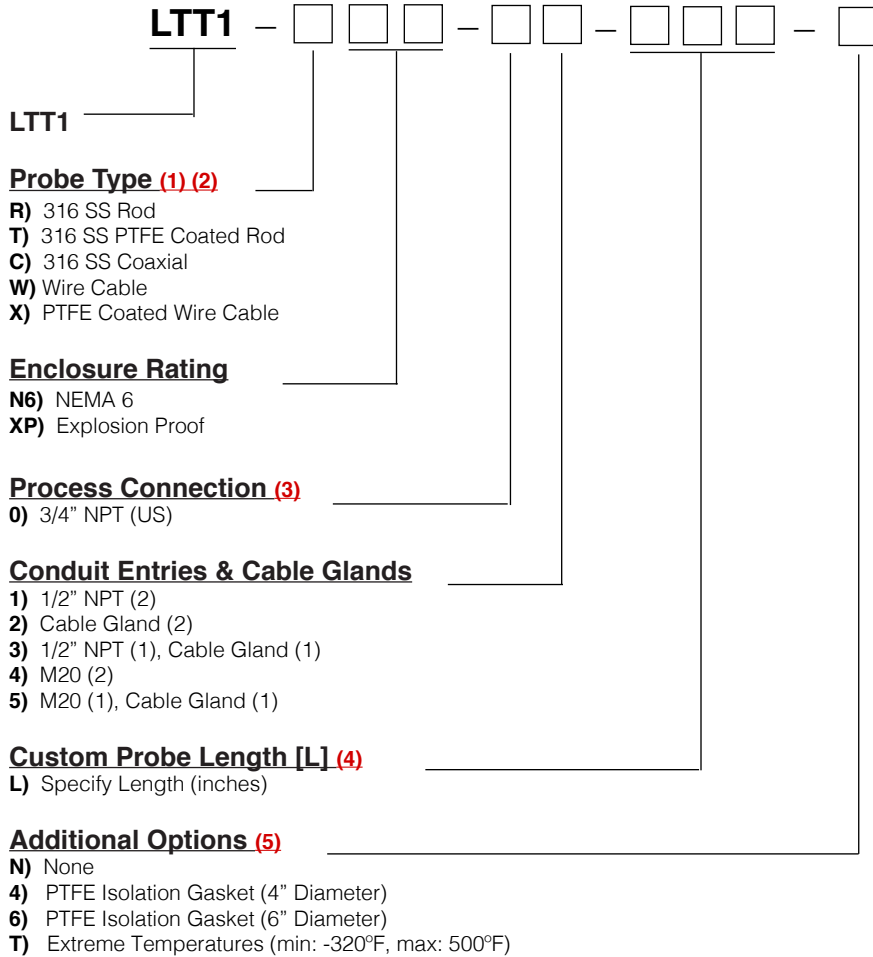 LTT1 – – – –
LTT1
Probe Type (1) (2)
R) 316 SS Rod
T) 316 SS PTFE Coated Rod
C) 316 SS Coaxial
W) Wire Cable
X) PTFE Coated Wire Cable
Enclosure Rating
N6) NEMA 6
XP) Explosion Proof
Process Connection (3)
0) 3/4” NPT (US)
Conduit Entries & Cable Glands
1) 1/2” NPT (2)
2) Cable Gland (2)
3) 1/2” NPT (1), Cable Gland (1)
4) M20 (2)
5) M20 (1), Cable Gland (1)
Custom Probe Length [L] (4)
L) Specify Length (inches)
Additional Options (5)
N) None
4) PTFE Isolation Gasket (4” Diameter)
6) PTFE Isolation Gasket (6” Diameter)
T) Extreme Temperatures (min: -320ºF, max: 500ºF)